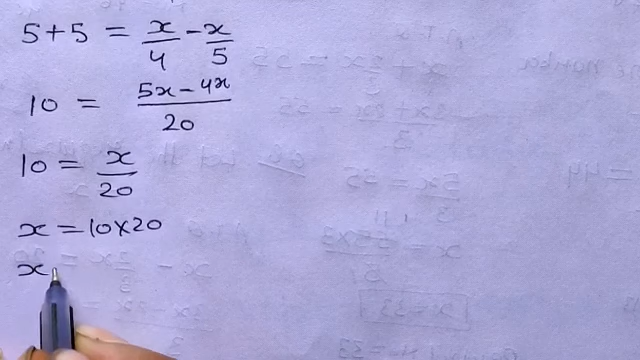 5+5 = x/4 - x/5
10 = (5x - 4x)/20
10 = x/20
x = 10×20
x